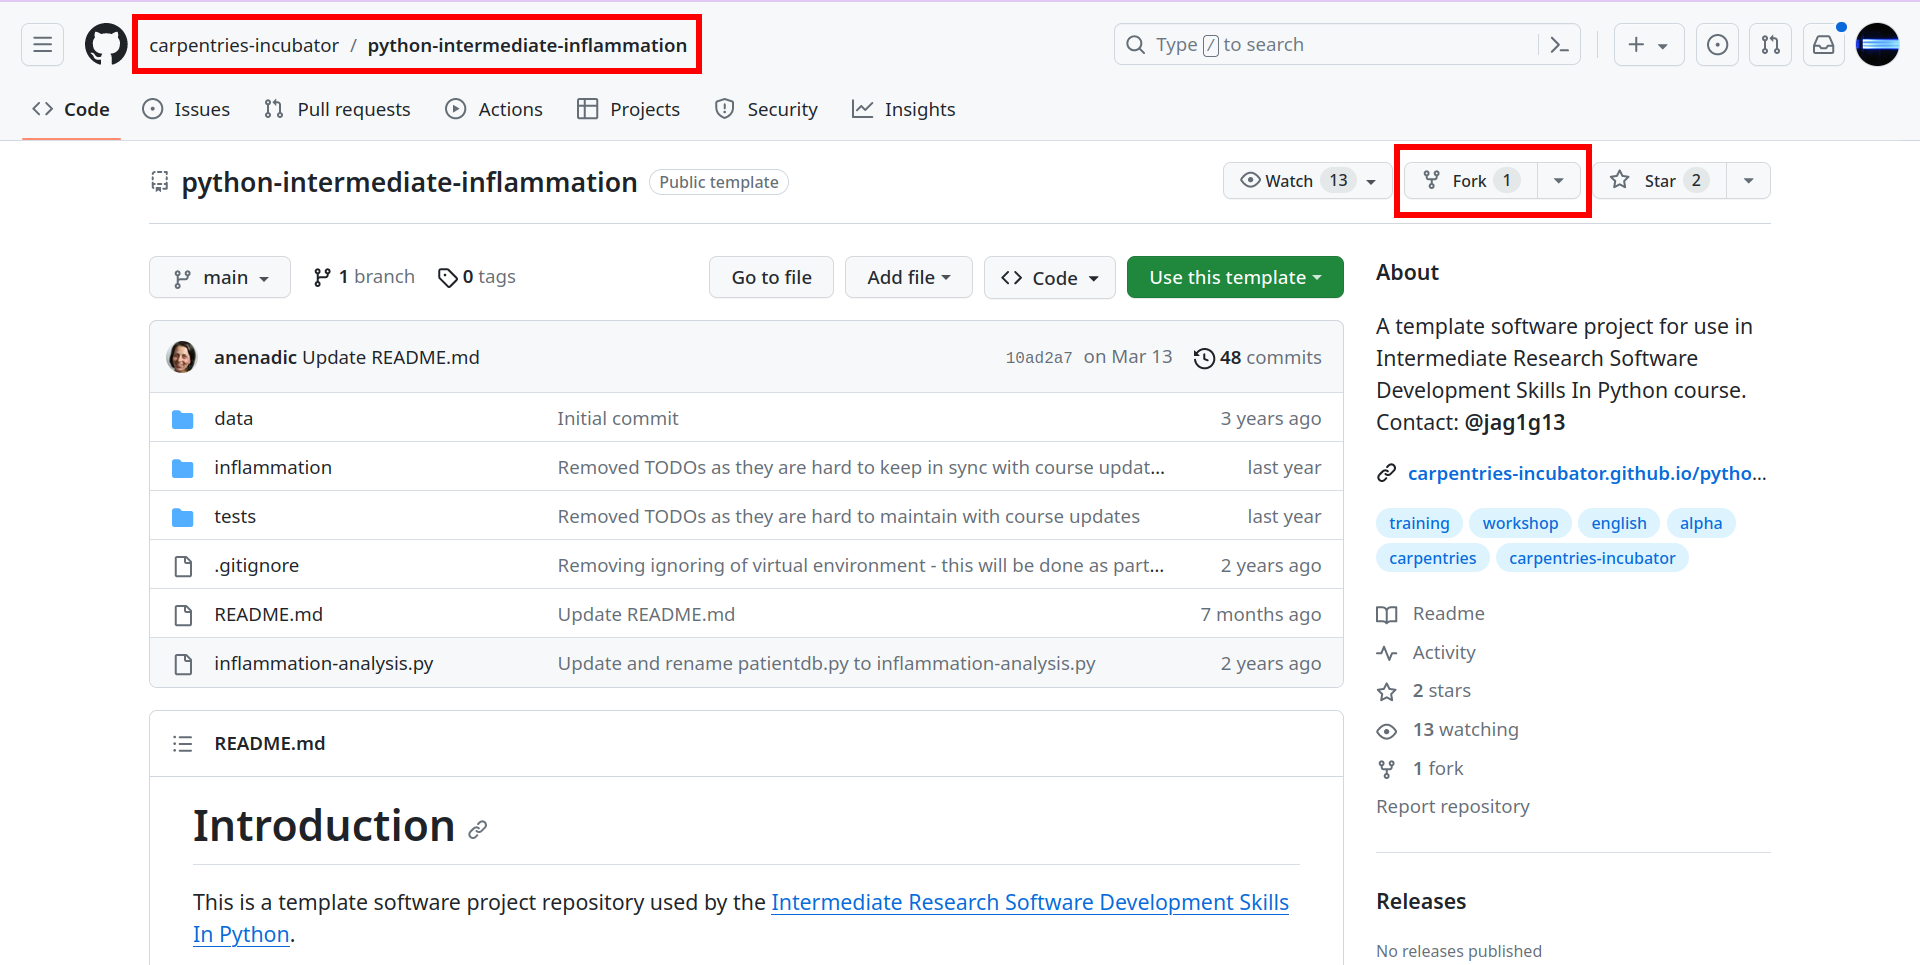 carpentries-incubator / python-intermediate-inflammation
Type / to search
Code Issues Pull requests Actions Projects Security Insights
python-intermediate-inflammation Public template
Watch 13 Fork 1 Star 2
main 1 branch 0 tags Go to file Add file Code Use this template
anenadic Update README.md 10ad2a7 on Mar 13 48 commits
data Initial commit 3 years ago
inflammation Removed TODOs as they are hard to keep in sync with course updat... last year
tests Removed TODOs as they are hard to maintain with course updates last year
.gitignore Removing ignoring of virtual environment - this will be done as part... 2 years ago
README.md Update README.md 7 months ago
inflammation-analysis.py Update and rename patientdb.py to inflammation-analysis.py 2 years ago
README.md
Introduction
This is a template software project repository used by the Intermediate Research Software Development Skills
In Python.
About
A template software project for use in
Intermediate Research Software
Development Skills In Python course.
Contact: @jag1g13
carpentries-incubator.github.io/pytho...
training workshop english alpha
carpentries carpentries-incubator
Readme
Activity
2 stars
13 watching
1 fork
Report repository
Releases
No releases published